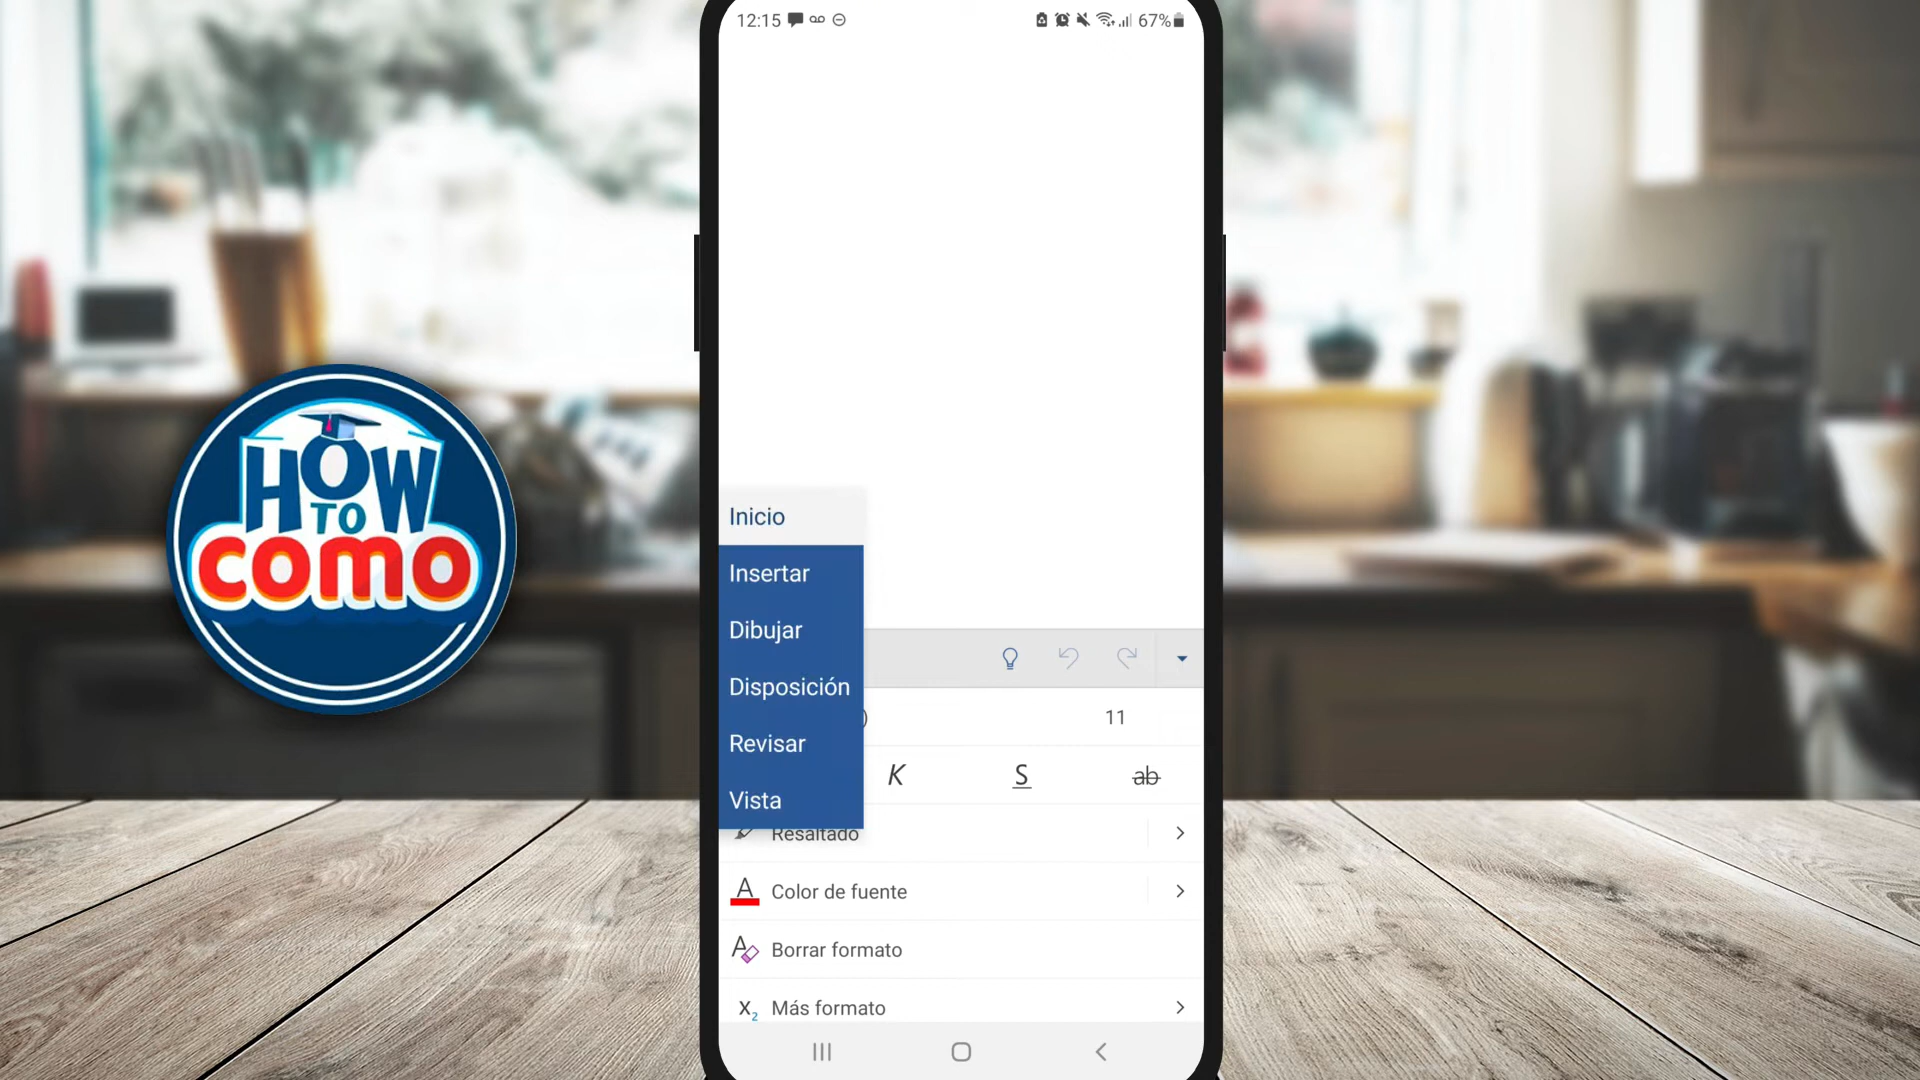 12:15
67%
HOW
TO
COMO
Inicio
Insertar
Dibujar
Disposición
Revisar
Vista
)
11
K
S
ab
Resaltado
A
Color de fuente
A
Borrar formato
X2
Más formato